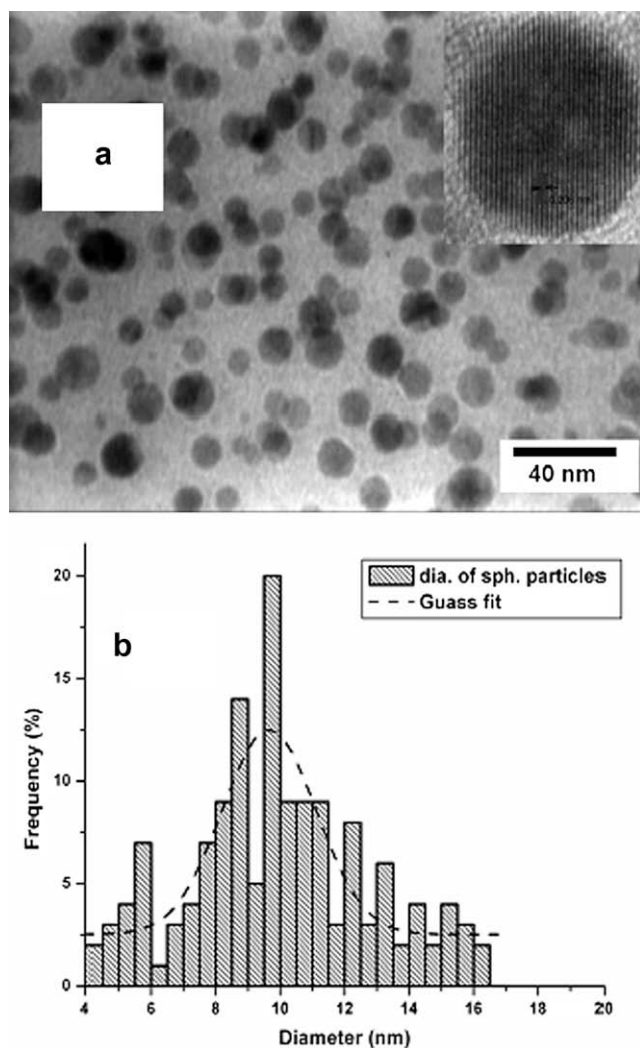 a
40 nm
b
dia. of sph. particles
Guass fit
Frequency (%)
20
15
10
5
0
4 6 8 10 12 14 16 18 20
Diameter (nm)